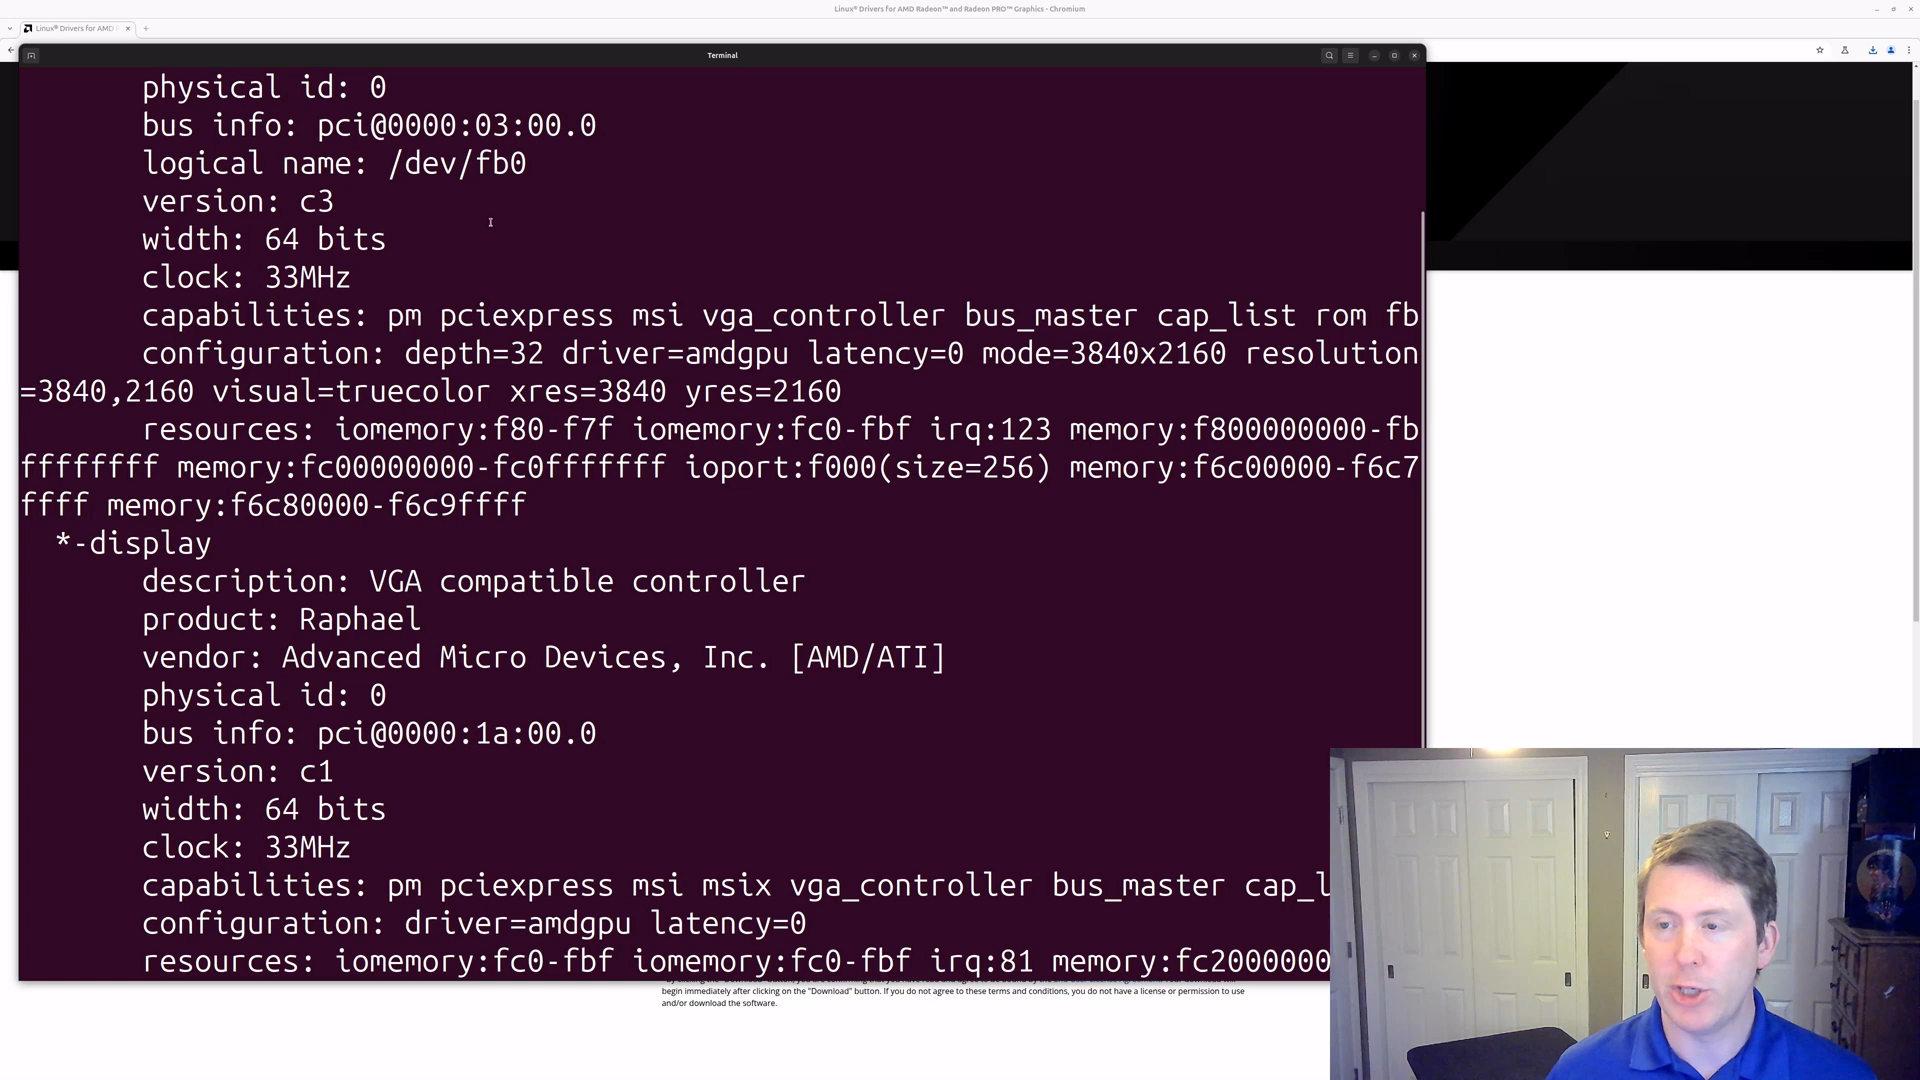 Linux® Drivers for AMD Radeon™ and Radeon PRO™ Graphics - Chromium
Linux® Drivers for AMD
Terminal
physical id: 0
bus info: pci@0000:03:00.0
logical name: /dev/fb0
version: c3
width: 64 bits
clock: 33MHz
capabilities: pm pciexpress msi vga_controller bus_master cap_list rom fb
configuration: depth=32 driver=amdgpu latency=0 mode=3840x2160 resolution
=3840,2160 visual=truecolor xres=3840 yres=2160
resources: iomemory:f80-f7f iomemory:fc0-fbf irq:123 memory:f800000000-fb
ffffffff memory:fc00000000-fc0fffffff ioport:f000(size=256) memory:f6c00000-f6c7
ffff memory:f6c80000-f6c9ffff
*-display
description: VGA compatible controller
product: Raphael
vendor: Advanced Micro Devices, Inc. [AMD/ATI]
physical id: 0
bus info: pci@0000:1a:00.0
version: c1
width: 64 bits
clock: 33MHz
capabilities: pm pciexpress msi msix vga_controller bus_master cap_l
configuration: driver=amdgpu latency=0
resources: iomemory:fc0-fbf iomemory:fc0-fbf irq:81 memory:fc2000000
begin immediately after clicking on the "Download" button. If you do not agree to these terms and conditions, you do not have a license or permission to use
and/or download the software.